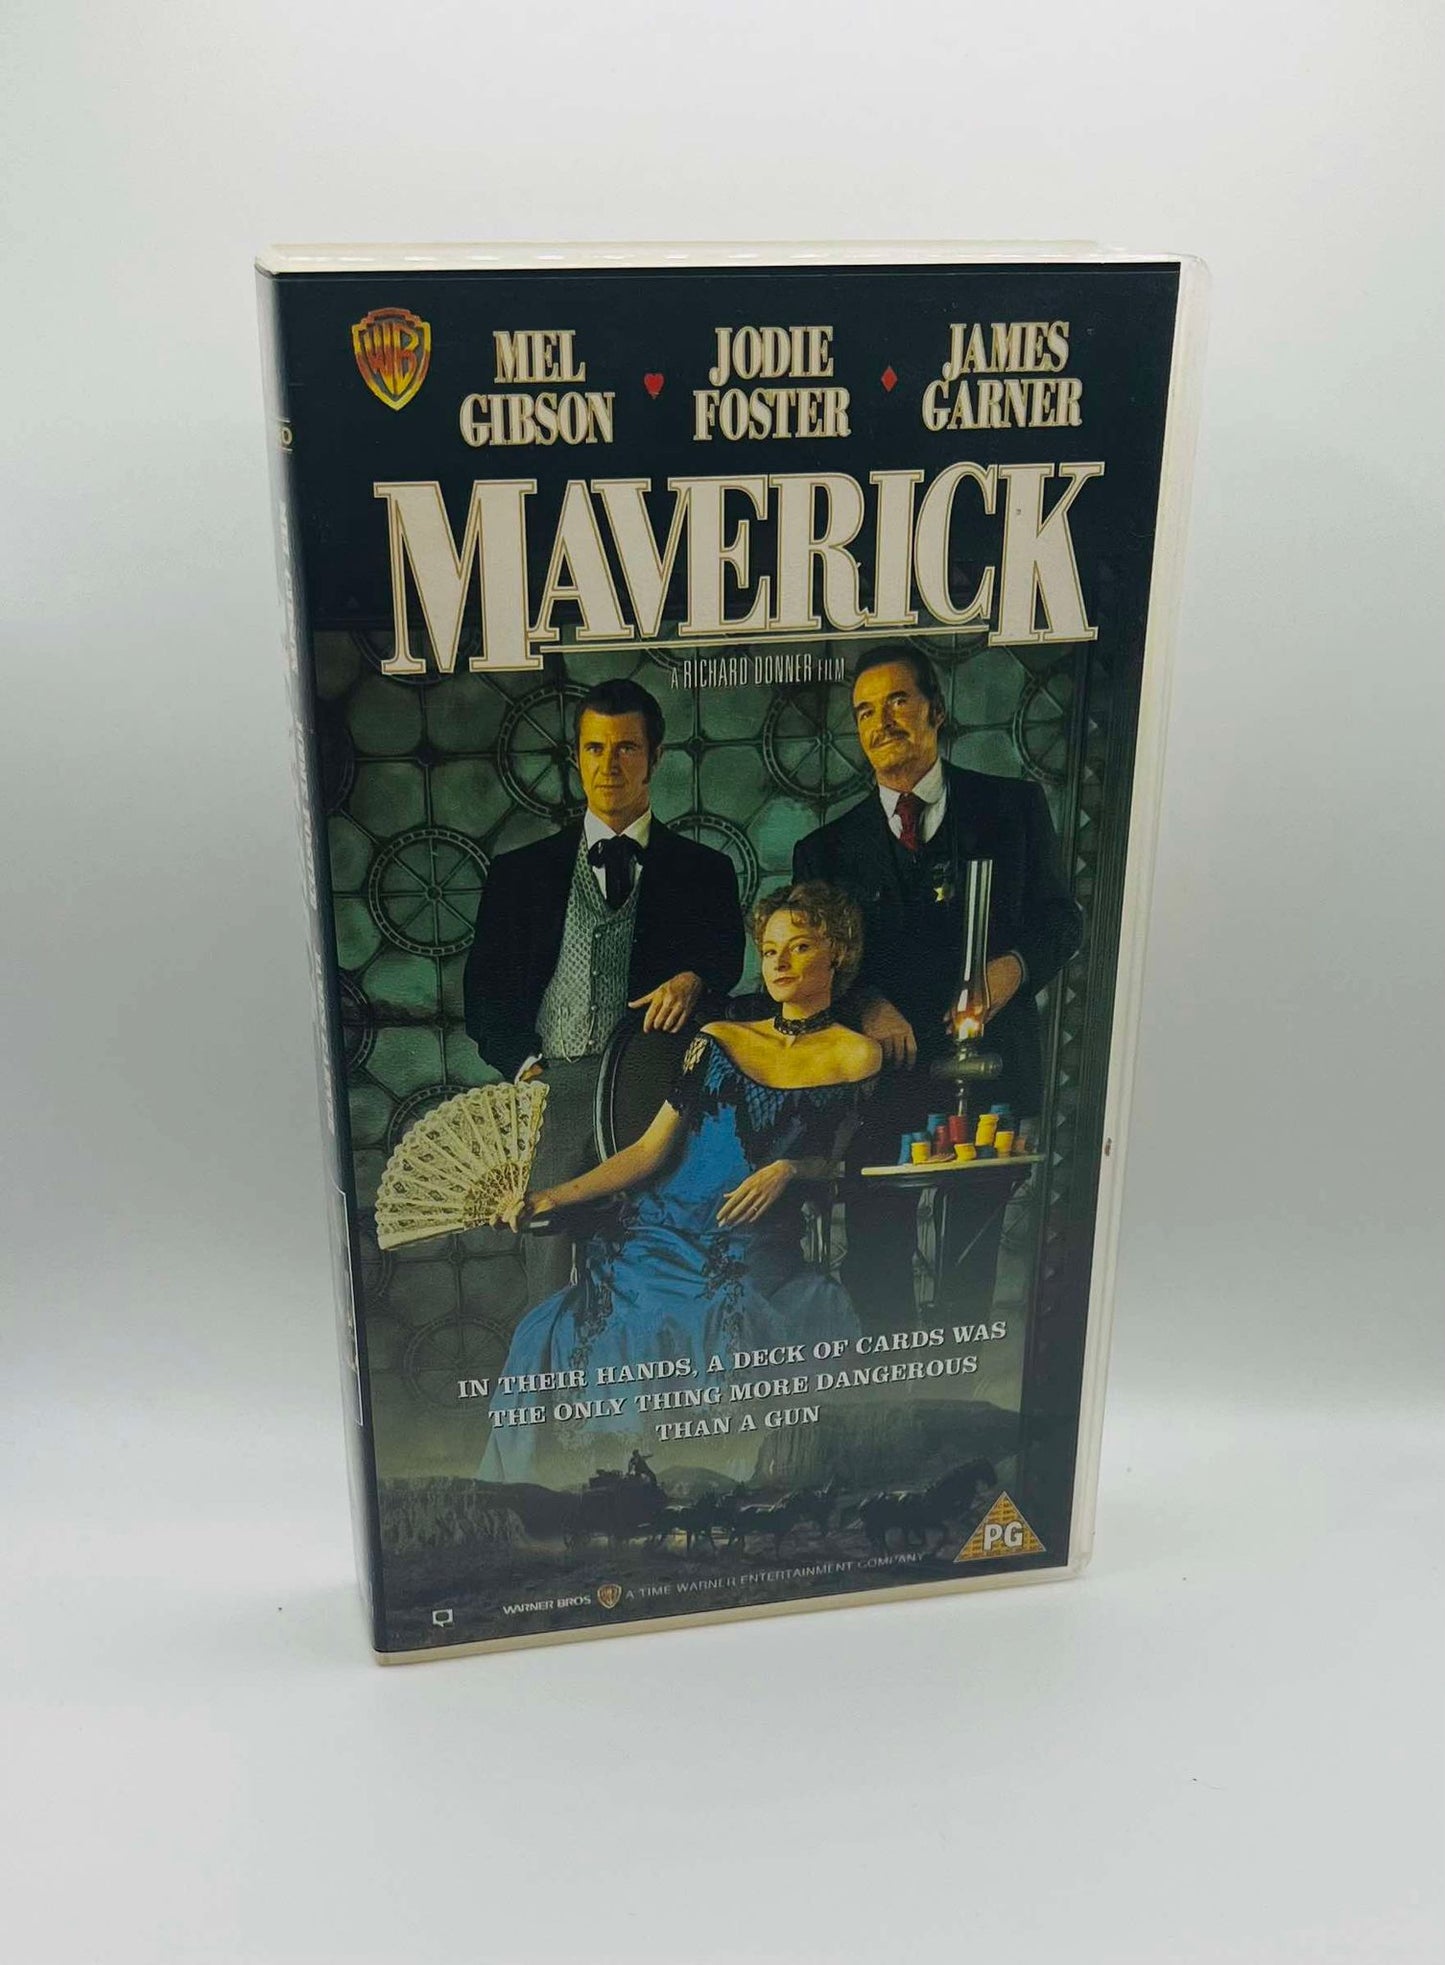 WB
MEL GIBSON
JODIE FOSTER
JAMES GARNER
MAVERICK
A RICHARD DONNER FILM
IN THEIR HANDS, A DECK OF CARDS WAS
THE ONLY THING MORE DANGEROUS
THAN A GUN
PG
WARNER BROS A TIME WARNER ENTERTAINMENT COMPANY